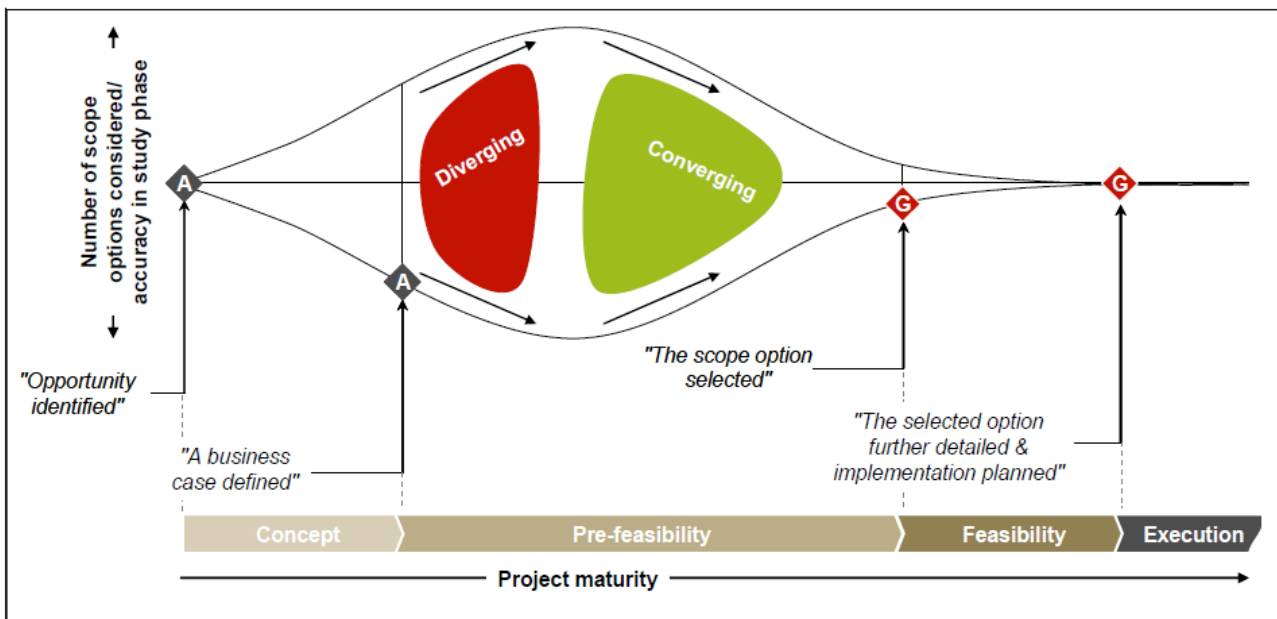 Number of scope
options considered/
accuracy in study phase
A
Diverging
Converging
G
G
A
"Opportunity
identified"
"A business
case defined"
"The scope option
selected"
"The selected option
further detailed &
implementation planned"
Concept
Pre-feasibility
Feasibility
Execution
Project maturity